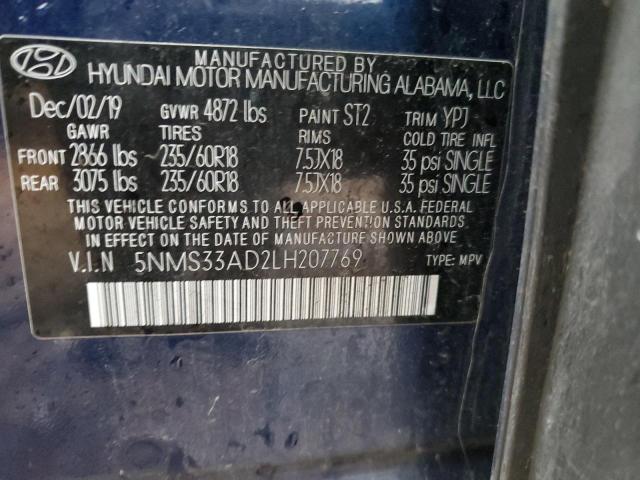 MANUFACTURED BY
HYUNDAI MOTOR MANUFACTURING ALABAMA, LLC
Dec/02/19 GVWR 4872 lbs PAINT ST2 TRIM YPJ
GAWR TIRES RIMS COLD TIRE INFL
FRONT 2866 lbs 235/60R18 7.5JX18 35 psi SINGLE
REAR 3075 lbs 235/60R18 7.5JX18 35 psi SINGLE
THIS VEHICLE CONFORMS TO ALL APPLICABLE U.S.A. FEDERAL
MOTOR VEHICLE SAFETY AND THEFT PREVENTION STANDARDS
IN EFFECT ON THE DATE OF MANUFACTURE SHOWN ABOVE.
V.I.N 5NMS33AD2LH207769 TYPE: MPV